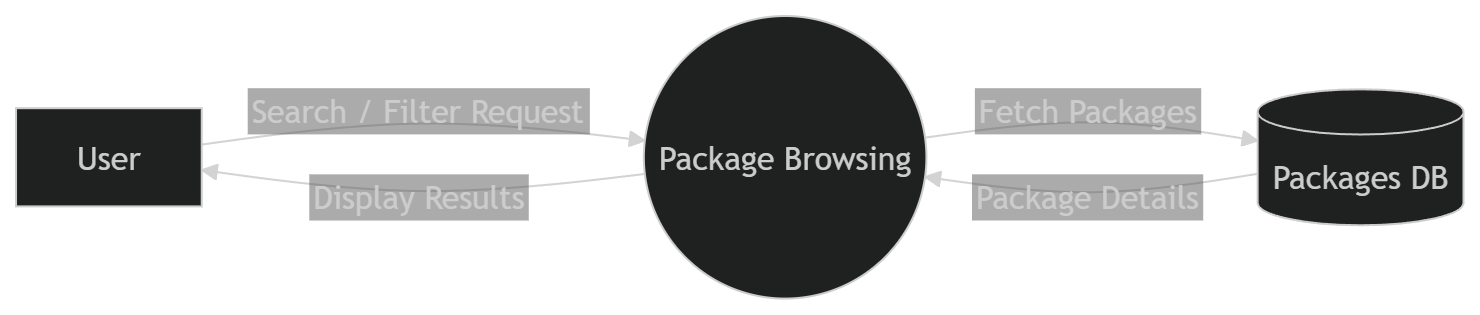 User
Search / Filter Request
Display Results
Package Browsing
Fetch Packages
Package Details
Packages DB